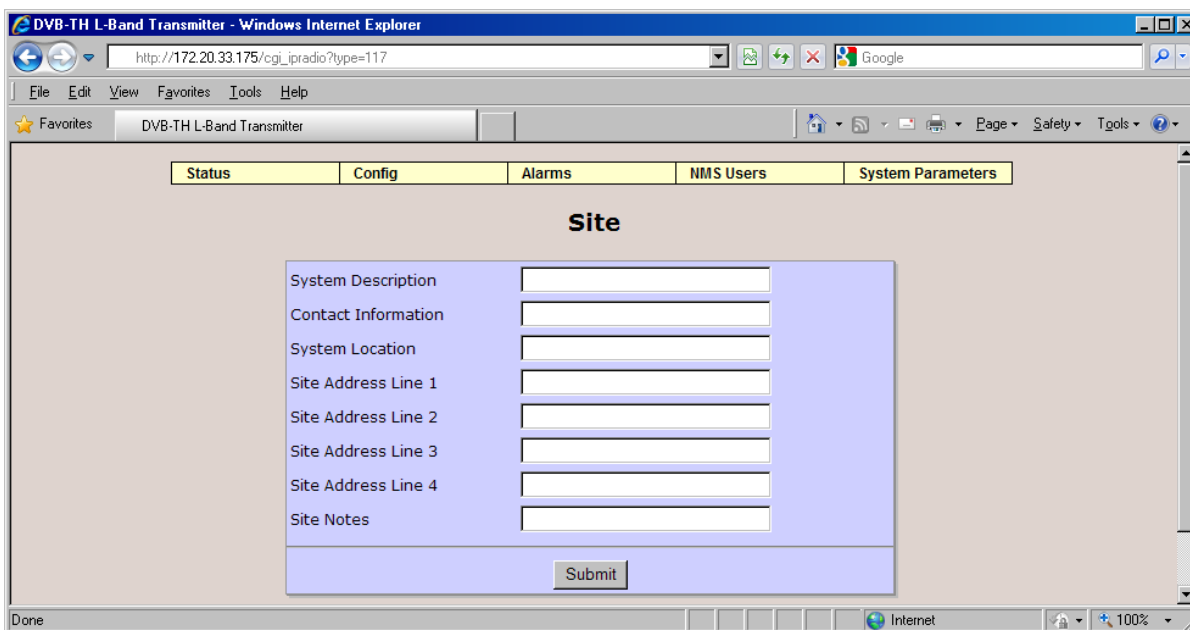 DVB-TH L-Band Transmitter - Windows Internet Explorer
http://172.20.33.175/cgi_ipradio?type=117
Google
File Edit View Favorites Tools Help
Favorites DVB-TH L-Band Transmitter Page Safety Tools
Status Config Alarms NMS Users System Parameters
Site
System Description
Contact Information
System Location
Site Address Line 1
Site Address Line 2
Site Address Line 3
Site Address Line 4
Site Notes
Submit
Done Internet 100%